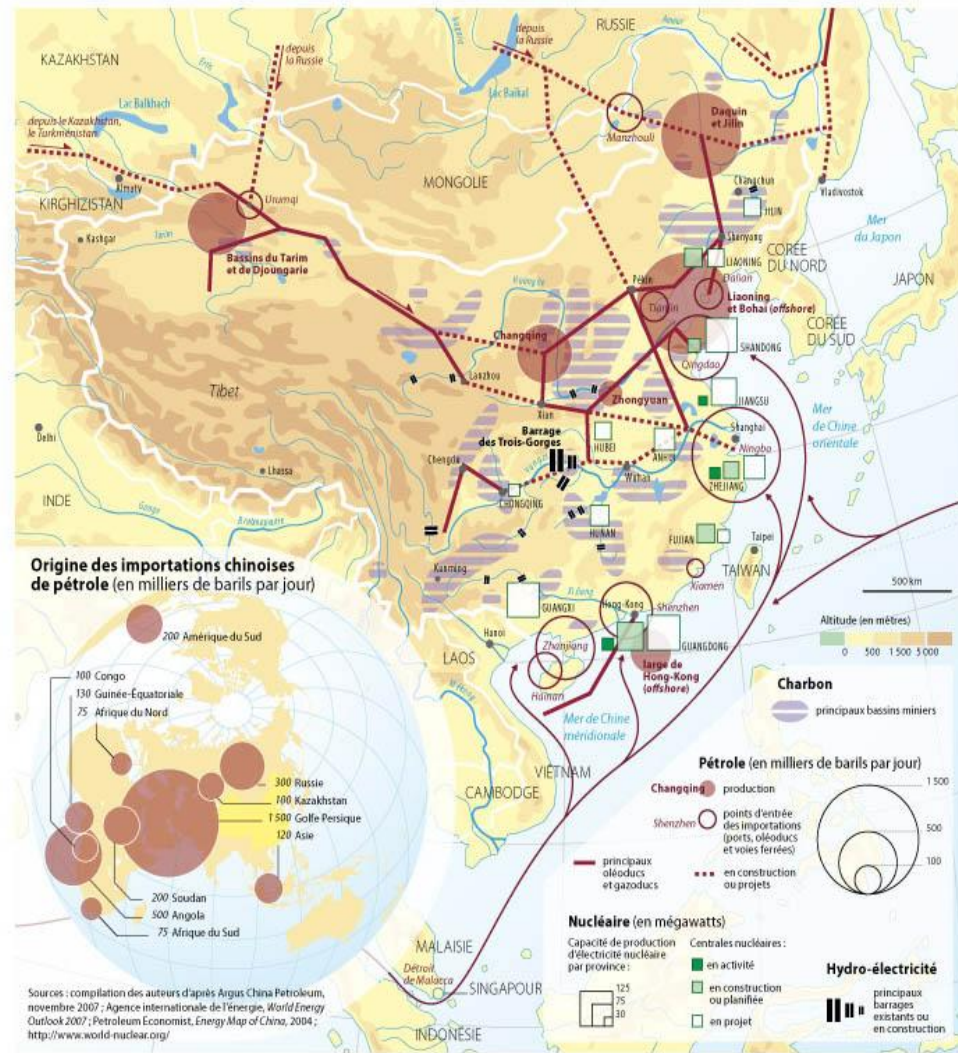 KAZAKHSTAN
depuis
la Russie
depuis
la Russie
RUSSIE
Amour
Lac Balkhach
Lac Baïkal
depuis le Kazakhstan,
le Turkménistan
Manzhouli
Daquin
et Jilin
Almaty
Urumqi
MONGOLIE
Changchun
Vladivostok
KIRGHIZISTAN
JILIN
Kashgar
Tarim
Mer
du Japon
Shenyang
Bassins du Tarim
et de Djoungarie
LIAONING
CORÉE
DU NORD
Huang he
Pékin
Dalian
JAPON
Tianjin
Liaoning
et Bohai (offshore)
CORÉE
DU SUD
Changqing
SHANDONG
Qingdao
Lanzhou
Tibet
Zhongyuan
JIANGSU
Xian
Mer
de Chine
orientale
Delhi
Barrage
des Trois-Gorges
HUBEI
Shanghai
ANHUI
Ningbo
Chengdu
Lhassa
Wuhan
ZHEJIANG
INDE
CHONGQING
Gange
Brahmapoutre
HUNAN
FUJIAN
Taipei
Origine des importations chinoises
de pétrole (en milliers de barils par jour)
Kunming
TAIWAN
Xiamen
500 km
Xi Jiang
Hong-Kong
Shenzhen
GUANGXI
Altitude (en mètres)
200 Amérique du Sud
Hanoi
GUANGDONG
0 500 1 500 3 000
LAOS
Zhanjiang
100 Congo
large de
Hong-Kong
(offshore)
Charbon
130 Guinée-Équatoriale
Hainan
principaux
bassins miniers
75 Afrique du Nord
Mékong
Mer de Chine
méridionale
Pétrole (en milliers de barils par jour)
VIETNAM
1 500
300 Russie
CAMBODGE
Changqing
production
100 Kazakhstan
Shenzhen
points d'entrée
des importations
(ports, oléoducs
et voies ferrées)
1 500 Golfe Persique
500
120 Asie
100
principaux
oléoducs
et gazoducs
en construction
ou projets
200 Soudan
500 Angola
Nucléaire (en mégawatts)
75 Afrique du Sud
Capacité de production
d'électricité nucléaire
par province :
Centrales nucléaires :
MALAISIE
en activité
Hydro-électricité
Détroit
de Malacca
125
75
30
en construction
ou planifiée
principaux
barrages
existants ou
en construction
SINGAPOUR
en projet
Sources : compilation des auteurs d'après Argus China Petroleum,
novembre 2007 ; Agence internationale de l'énergie, World Energy
Outlook 2007 ; Petroleum Economist, Energy Map of China, 2004 ;
http://www.world-nuclear.org/
INDONÉSIE